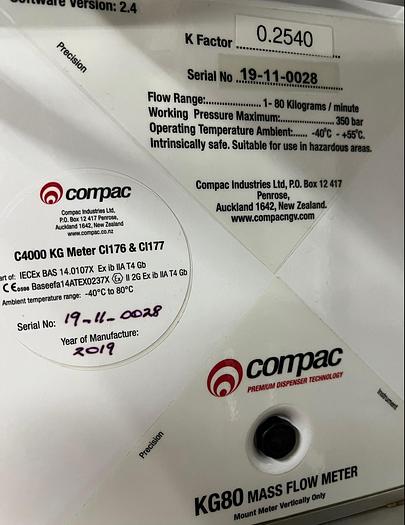 Software Version: 2.4
Precision
K Factor 0.2540
Serial No 19-11-0028
Flow Range:............................ 1- 80 Kilograms / minute
Working Pressure Maximum:.................. 350 bar
Operating Temperature Ambient:...... -40°C - +55°C.
Intrinsically safe. Suitable for use in hazardous areas.
Compac Industries Ltd, P.O. Box 12 417
Penrose,
Auckland 1642, New Zealand.
www.compacngv.com
compac
Compac Industries Ltd,
P.O. Box 12 417 Penrose,
Auckland 1642, New Zealand
www.compac.co.nz
C4000 KG Meter CI176 & CI177
art of: IECEx BAS 14.0107X Ex ib IIA T4 Gb
CE Baseefa14ATEX0237X Ex II 2G Ex ib IIA T4 Gb
Ambient temperature range: -40°C to 80°C
Serial No: 19-11-0028
Year of Manufacture:
2019
compac
PREMIUM DISPENSER TECHNOLOGY
Instrument
Precision
KG80 MASS FLOW METER
Mount Meter Vertically Only